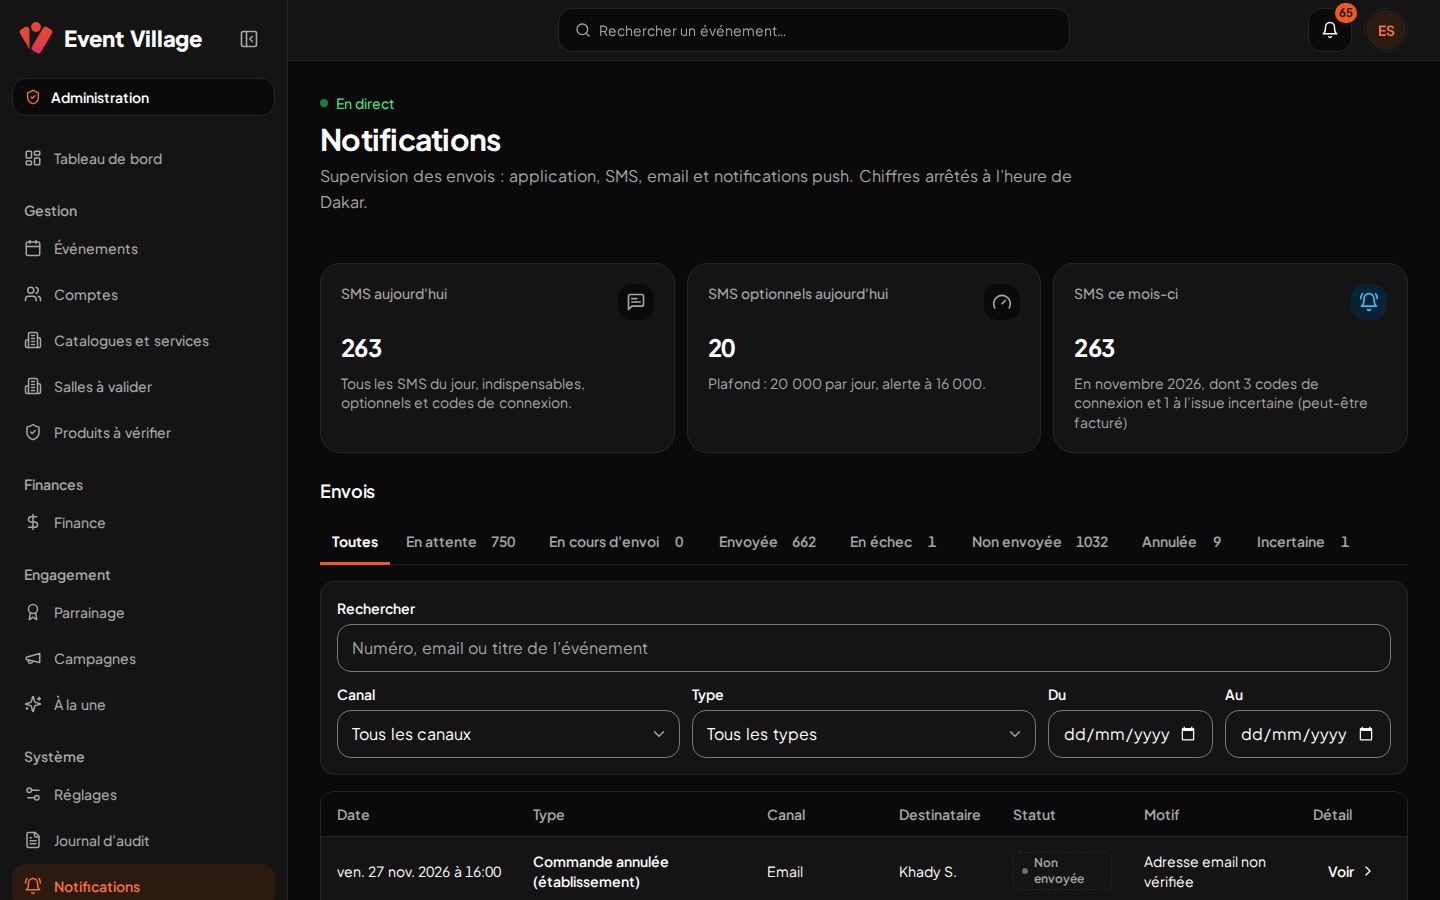 Event Village
Rechercher un événement...
65
ES
Administration
Tableau de bord
Gestion
Événements
Comptes
Catalogues et services
Salles à valider
Produits à vérifier
Finances
Finance
Engagement
Parrainage
Campagnes
À la une
Système
Réglages
Journal d’audit
Notifications
En direct
Notifications
Supervision des envois : application, SMS, email et notifications push. Chiffres arrêtés à l’heure de
Dakar.
SMS aujourd'hui
263
Tous les SMS du jour, indispensables,
optionnels et codes de connexion.
SMS optionnels aujourd'hui
20
Plafond : 20 000 par jour, alerte à 16 000.
SMS ce mois-ci
263
En novembre 2026, dont 3 codes de
connexion et 1 à l’issue incertaine (peut-être
facturé)
Envois
Toutes En attente 750 En cours d'envoi 0 Envoyée 662 En échec 1 Non envoyée 1032 Annulée 9 Incertaine 1
Rechercher
Numéro, email ou titre de l’événement
Canal Type Du Au
Tous les canaux Tous les types dd/mm/yyyy dd/mm/yyyy
Date Type Canal Destinataire Statut Motif Détail
ven. 27 nov. 2026 à 16:00 Commande annulée (établissement) Email Khady S. Non envoyée Adresse email non vérifiée Voir